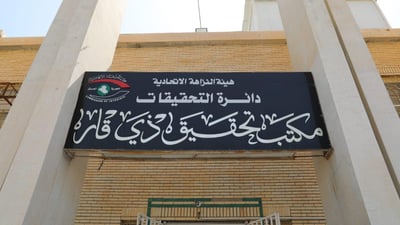 هيئة النزاهة الاتحادية
دائرة التحقيقات
مكتب تحقيق ذي قار